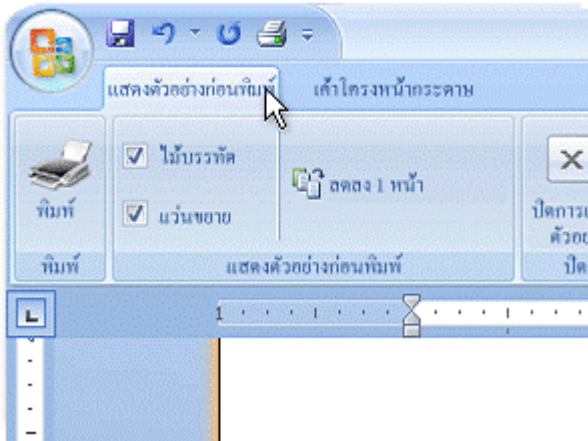 แสดงตัวอย่างก่อนพิมพ์ เค้าโครงหน้ากระดาษ
ไม้บรรทัด
ลดลง 1 หน้า
พิมพ์
แว่นขยาย
พิมพ์
แสดงตัวอย่างก่อนพิมพ์
1